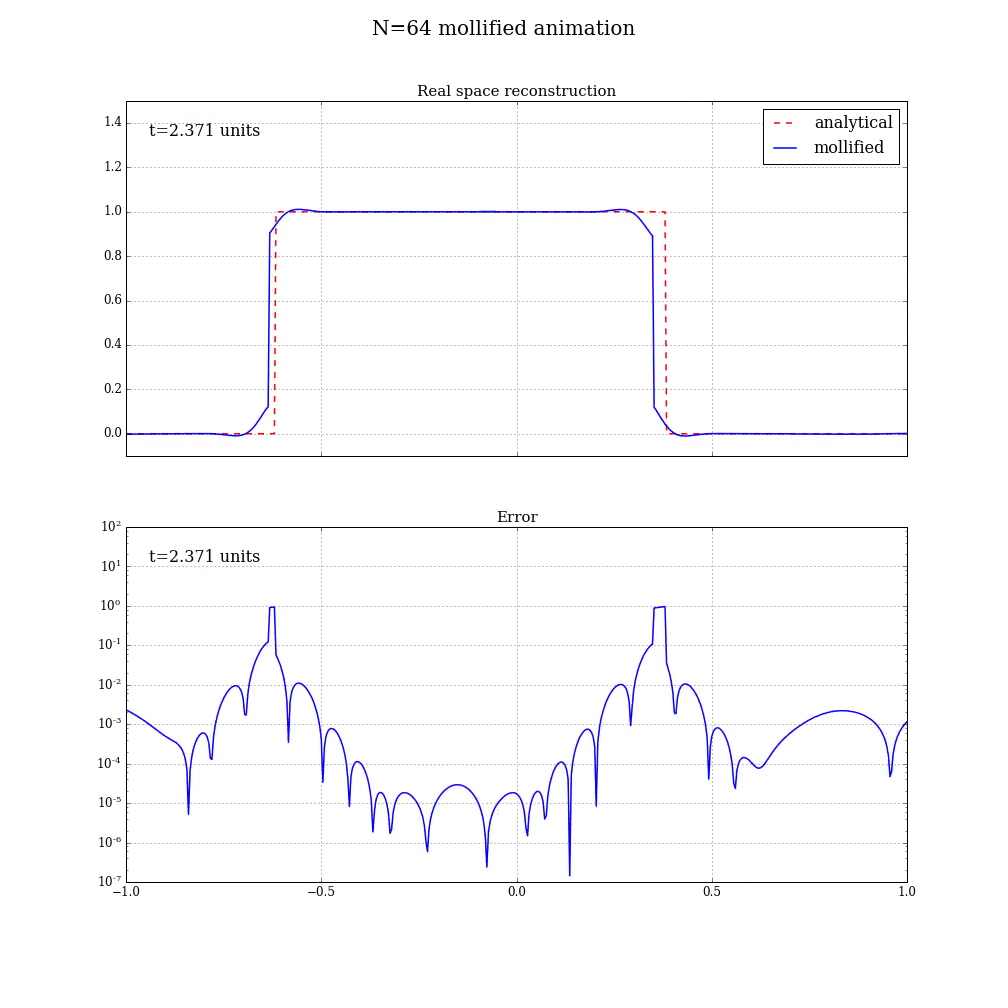 N=64 mollified animation
Real space reconstruction
t=2.371 units
analytical
mollified
1.4
1.2
1.0
0.8
0.6
0.4
0.2
0.0
Error
t=2.371 units
10²
10¹
10⁰
10⁻¹
10⁻²
10⁻³
10⁻⁴
10⁻⁵
10⁻⁶
10⁻⁷
−1.0 −0.5 0.0 0.5 1.0